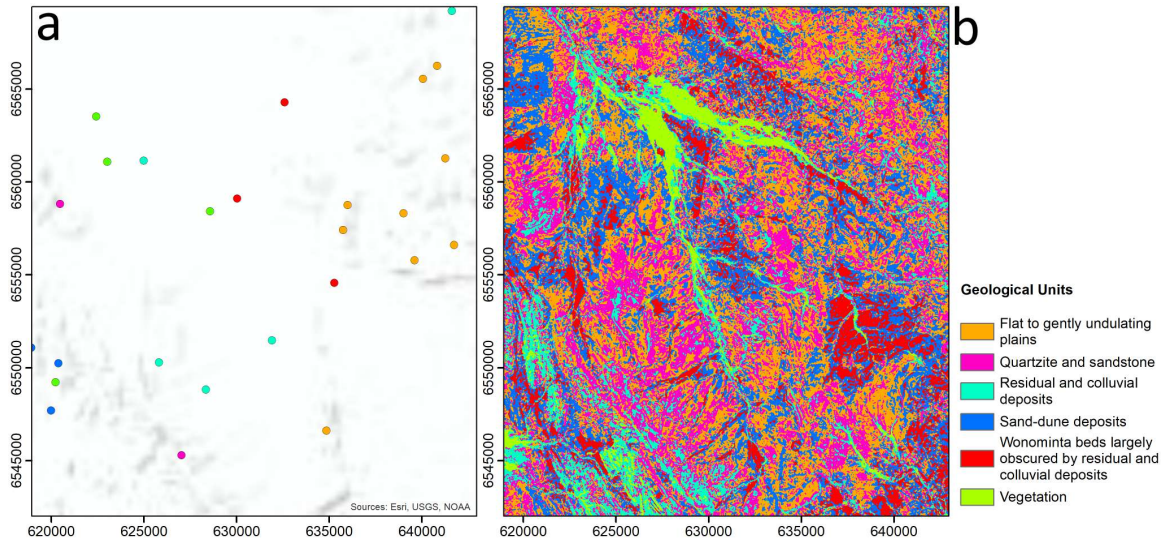 a
b
6565000
6560000
6555000
6550000
6545000
Sources: Esri, USGS, NOAA
620000 625000 630000 635000 640000
6565000
6560000
6555000
6550000
6545000
620000 625000 630000 635000 640000
Geological Units
Flat to gently undulating
plains
Quartzite and sandstone
Residual and colluvial
deposits
Sand-dune deposits
Wonominta beds largely
obscured by residual and
colluvial deposits
Vegetation